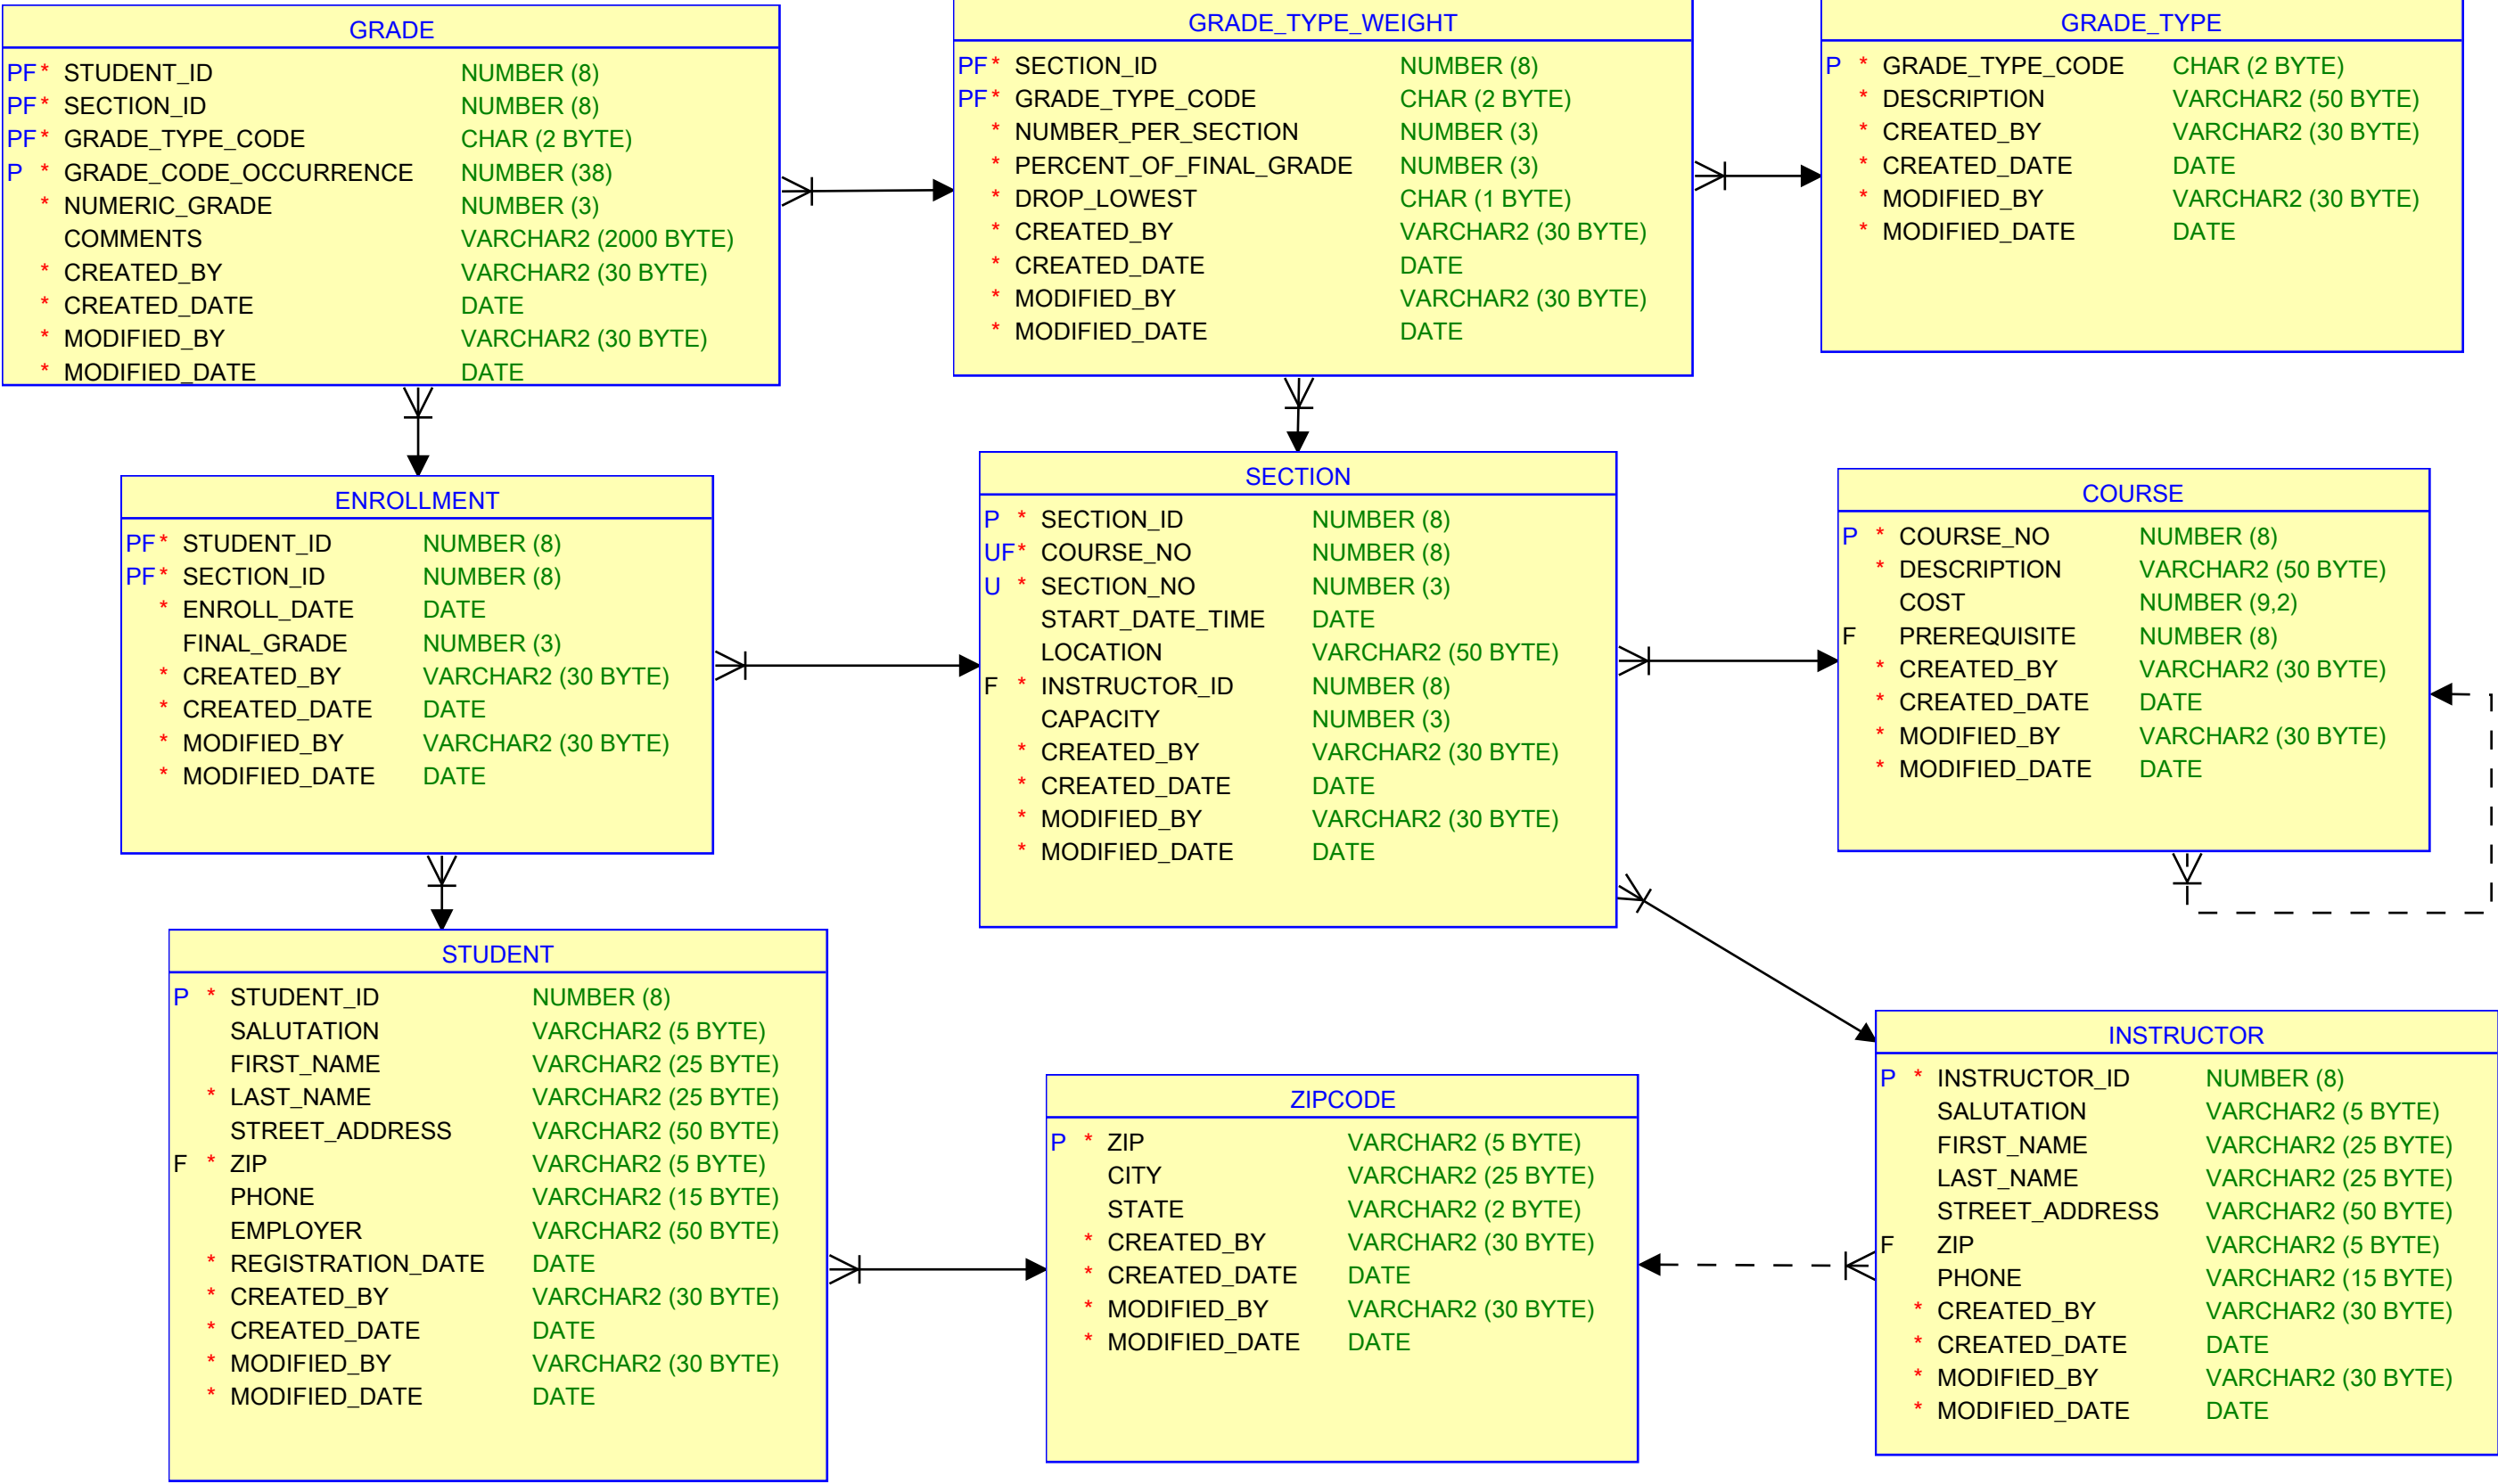 GRADE
PF * STUDENT_ID NUMBER (8)
PF * SECTION_ID NUMBER (8)
PF * GRADE_TYPE_CODE CHAR (2 BYTE)
P * GRADE_CODE_OCCURRENCE NUMBER (38)
* NUMERIC_GRADE NUMBER (3)
COMMENTS VARCHAR2 (2000 BYTE)
* CREATED_BY VARCHAR2 (30 BYTE)
* CREATED_DATE DATE
* MODIFIED_BY VARCHAR2 (30 BYTE)
* MODIFIED_DATE DATE
GRADE_TYPE_WEIGHT
PF * SECTION_ID NUMBER (8)
PF * GRADE_TYPE_CODE CHAR (2 BYTE)
* NUMBER_PER_SECTION NUMBER (3)
* PERCENT_OF_FINAL_GRADE NUMBER (3)
* DROP_LOWEST CHAR (1 BYTE)
* CREATED_BY VARCHAR2 (30 BYTE)
* CREATED_DATE DATE
* MODIFIED_BY VARCHAR2 (30 BYTE)
* MODIFIED_DATE DATE
GRADE_TYPE
P * GRADE_TYPE_CODE CHAR (2 BYTE)
* DESCRIPTION VARCHAR2 (50 BYTE)
* CREATED_BY VARCHAR2 (30 BYTE)
* CREATED_DATE DATE
* MODIFIED_BY VARCHAR2 (30 BYTE)
* MODIFIED_DATE DATE
ENROLLMENT
PF * STUDENT_ID NUMBER (8)
PF * SECTION_ID NUMBER (8)
* ENROLL_DATE DATE
FINAL_GRADE NUMBER (3)
* CREATED_BY VARCHAR2 (30 BYTE)
* CREATED_DATE DATE
* MODIFIED_BY VARCHAR2 (30 BYTE)
* MODIFIED_DATE DATE
SECTION
P * SECTION_ID NUMBER (8)
UF * COURSE_NO NUMBER (8)
U * SECTION_NO NUMBER (3)
START_DATE_TIME DATE
LOCATION VARCHAR2 (50 BYTE)
F * INSTRUCTOR_ID NUMBER (8)
CAPACITY NUMBER (3)
* CREATED_BY VARCHAR2 (30 BYTE)
* CREATED_DATE DATE
* MODIFIED_BY VARCHAR2 (30 BYTE)
* MODIFIED_DATE DATE
COURSE
P * COURSE_NO NUMBER (8)
* DESCRIPTION VARCHAR2 (50 BYTE)
COST NUMBER (9,2)
F PREREQUISITE NUMBER (8)
* CREATED_BY VARCHAR2 (30 BYTE)
* CREATED_DATE DATE
* MODIFIED_BY VARCHAR2 (30 BYTE)
* MODIFIED_DATE DATE
STUDENT
P * STUDENT_ID NUMBER (8)
SALUTATION VARCHAR2 (5 BYTE)
FIRST_NAME VARCHAR2 (25 BYTE)
* LAST_NAME VARCHAR2 (25 BYTE)
STREET_ADDRESS VARCHAR2 (50 BYTE)
F * ZIP VARCHAR2 (5 BYTE)
PHONE VARCHAR2 (15 BYTE)
EMPLOYER VARCHAR2 (50 BYTE)
* REGISTRATION_DATE DATE
* CREATED_BY VARCHAR2 (30 BYTE)
* CREATED_DATE DATE
* MODIFIED_BY VARCHAR2 (30 BYTE)
* MODIFIED_DATE DATE
ZIPCODE
P * ZIP VARCHAR2 (5 BYTE)
CITY VARCHAR2 (25 BYTE)
STATE VARCHAR2 (2 BYTE)
* CREATED_BY VARCHAR2 (30 BYTE)
* CREATED_DATE DATE
* MODIFIED_BY VARCHAR2 (30 BYTE)
* MODIFIED_DATE DATE
INSTRUCTOR
P * INSTRUCTOR_ID NUMBER (8)
SALUTATION VARCHAR2 (5 BYTE)
FIRST_NAME VARCHAR2 (25 BYTE)
LAST_NAME VARCHAR2 (25 BYTE)
STREET_ADDRESS VARCHAR2 (50 BYTE)
F ZIP VARCHAR2 (5 BYTE)
PHONE VARCHAR2 (15 BYTE)
* CREATED_BY VARCHAR2 (30 BYTE)
* CREATED_DATE DATE
* MODIFIED_BY VARCHAR2 (30 BYTE)
* MODIFIED_DATE DATE